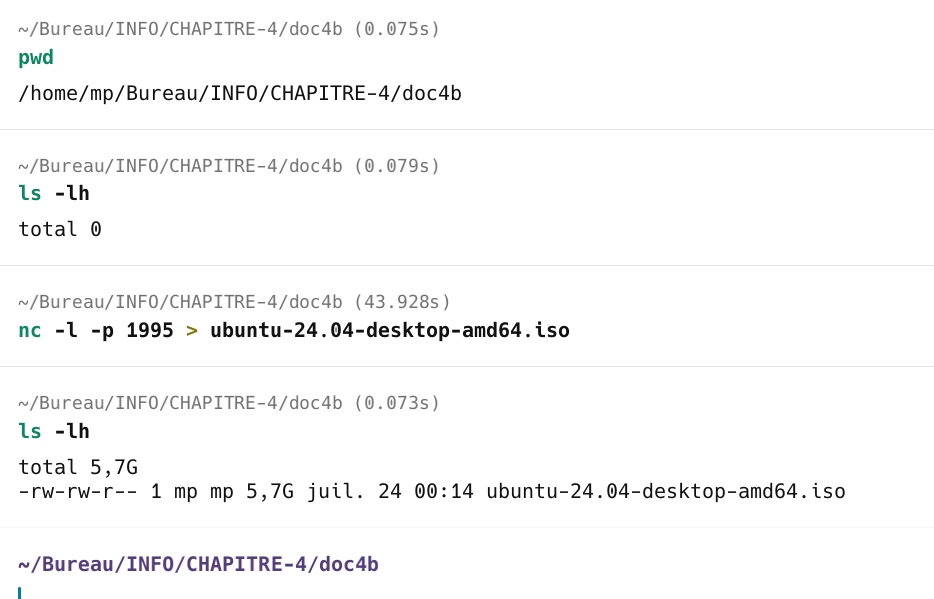 ~/Bureau/INFO/CHAPITRE-4/doc4b (0.075s)
pwd
/home/mp/Bureau/INFO/CHAPITRE-4/doc4b
~/Bureau/INFO/CHAPITRE-4/doc4b (0.079s)
ls -lh
total 0
~/Bureau/INFO/CHAPITRE-4/doc4b (43.928s)
nc -l -p 1995 > ubuntu-24.04-desktop-amd64.iso
~/Bureau/INFO/CHAPITRE-4/doc4b (0.073s)
ls -lh
total 5,7G
-rw-rw-r-- 1 mp mp 5,7G juil. 24 00:14 ubuntu-24.04-desktop-amd64.iso
~/Bureau/INFO/CHAPITRE-4/doc4b